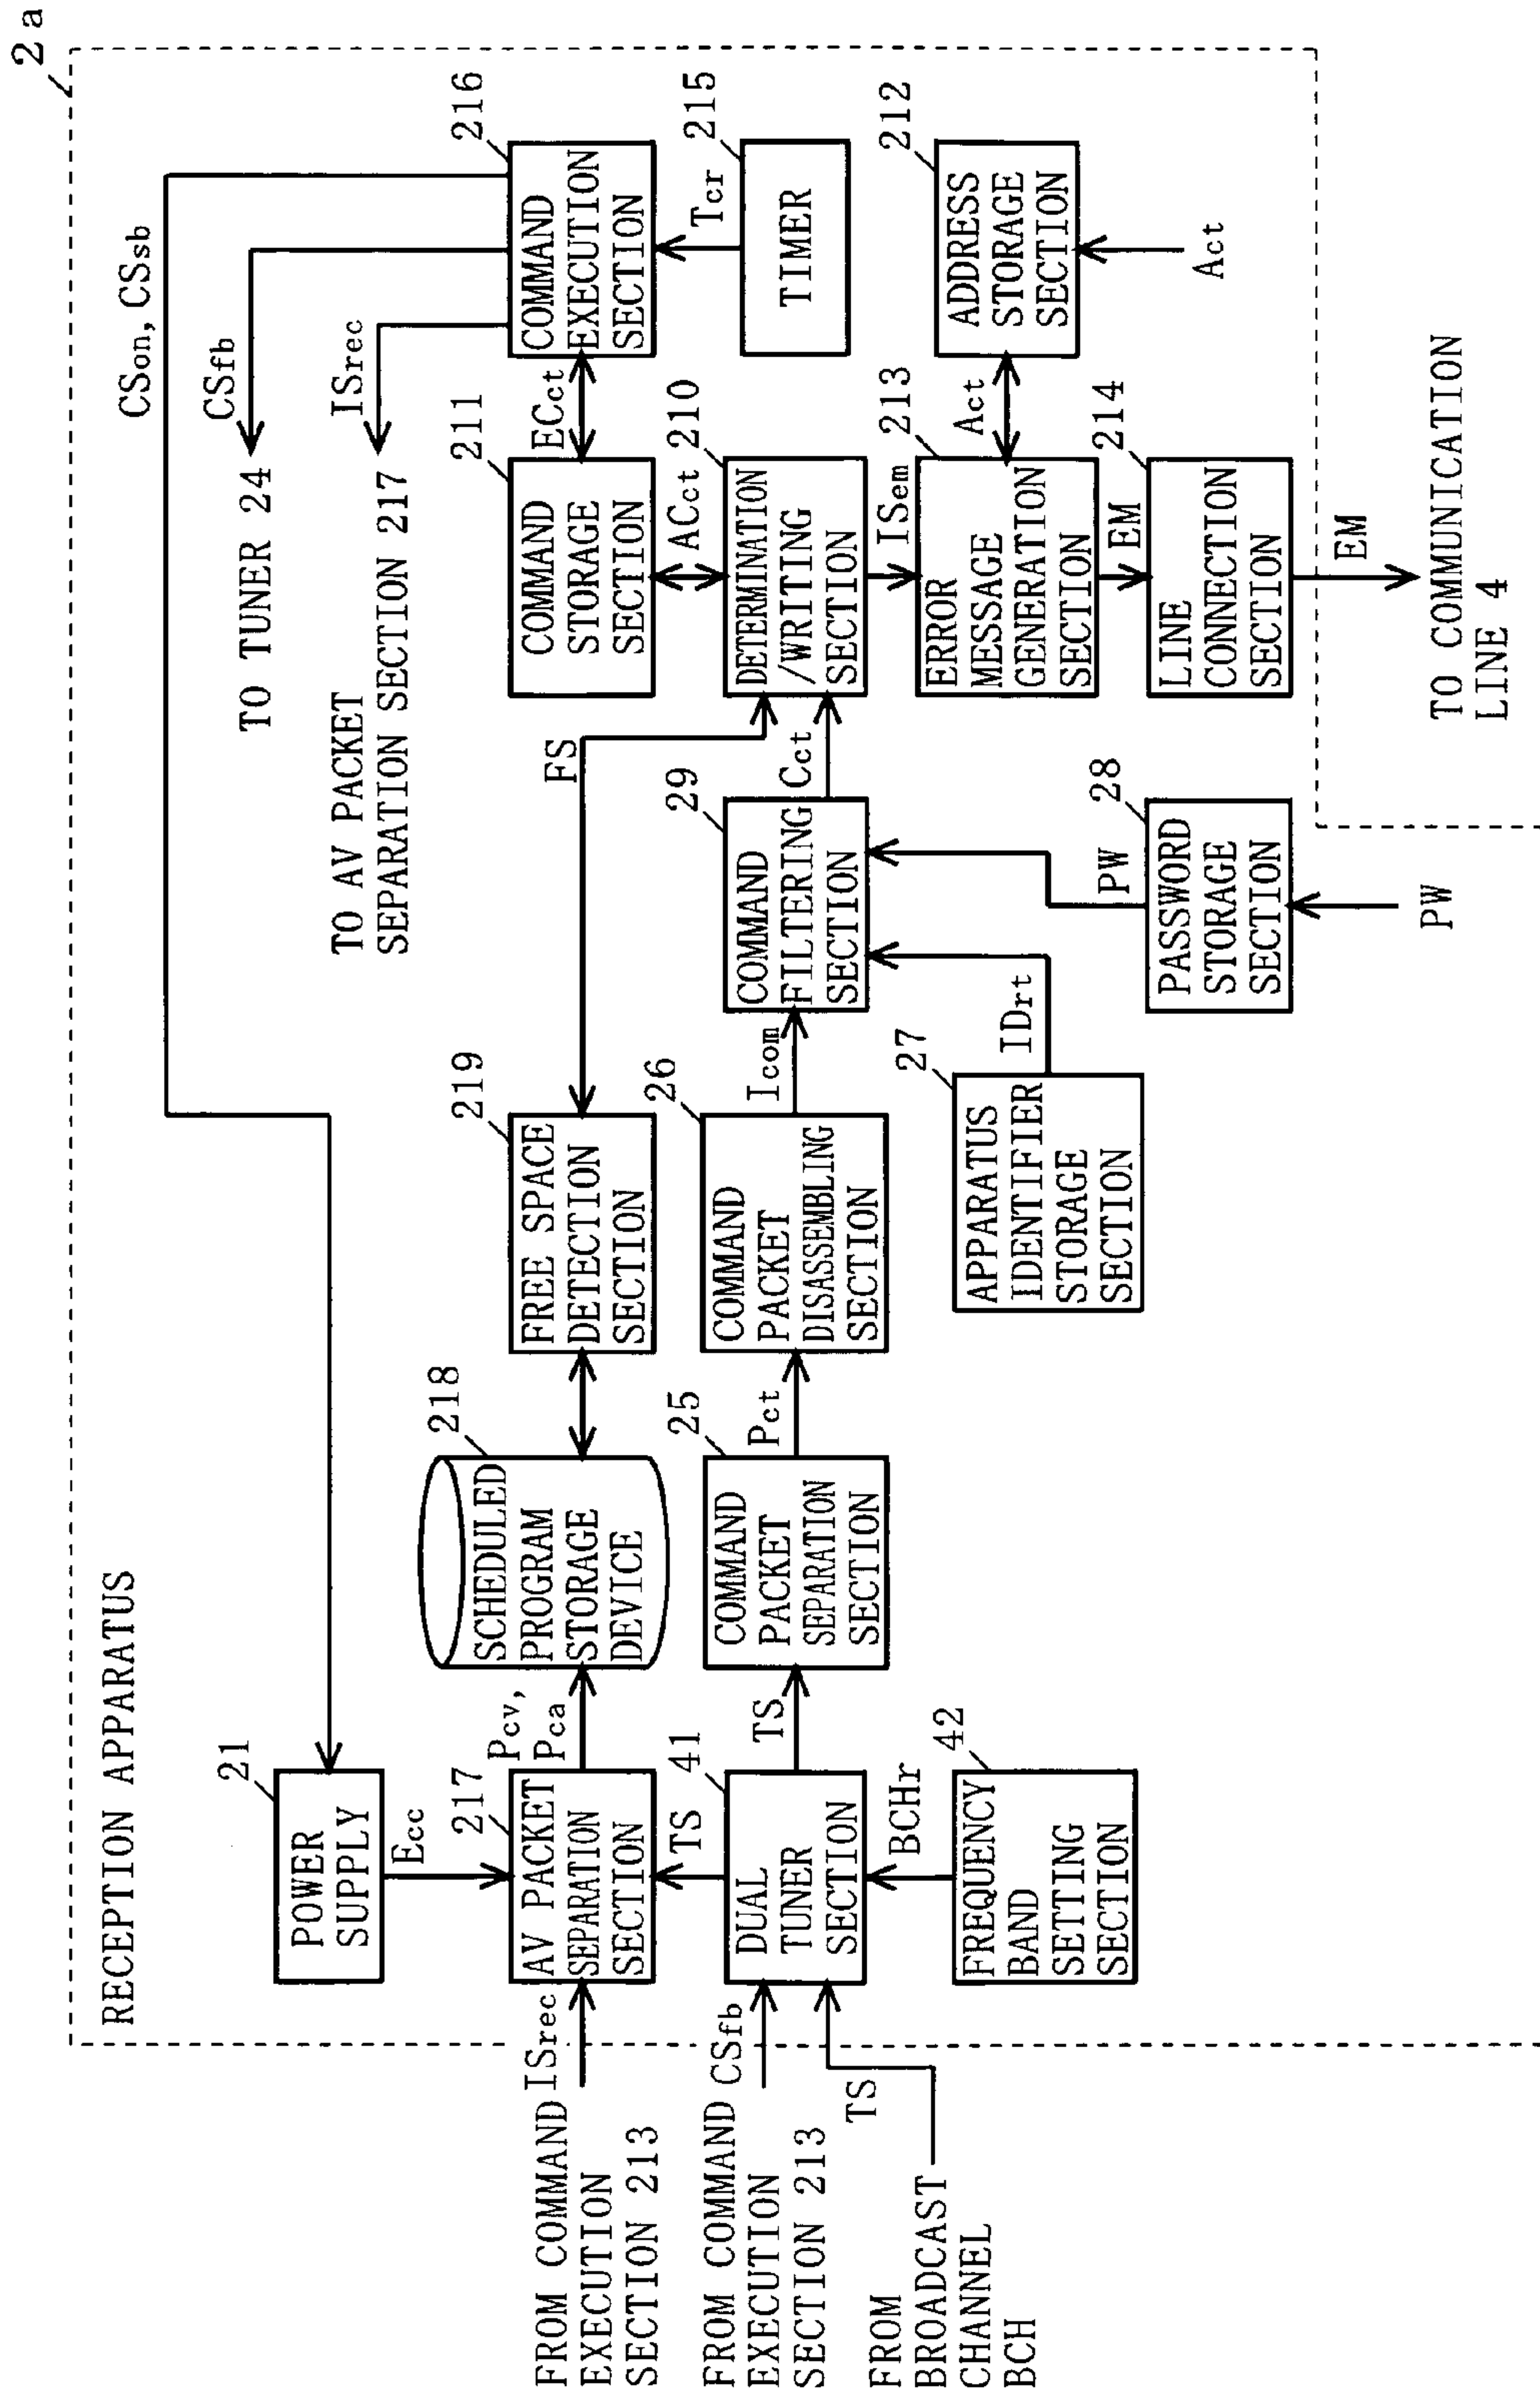 2a
RECEPTION APPARATUS
CSon, CSsb
21
POWER
SUPPLY
Ecc
CSfb
TO TUNER 24
ISrec
TO AV PACKET
SEPARATION SECTION 217
FROM COMMAND
EXECUTION
SECTION 213
ISrec
217
AV PACKET
SEPARATION
SECTION
Pcv,
Pca
218
SCHEDULED
PROGRAM
STORAGE
DEVICE
219
FREE SPACE
DETECTION
SECTION
FS
211
COMMAND
STORAGE
SECTION
ECct
216
COMMAND
EXECUTION
SECTION
TS
ACct
Tcr
FROM COMMAND
EXECUTION
SECTION 213
CSfb
TS
FROM
BROADCAST
CHANNEL
BCH
41
DUAL
TUNER
SECTION
TS
25
COMMAND
PACKET
SEPARATION
SECTION
Pct
26
COMMAND
PACKET
DISASSEMBLING
SECTION
Icom
29
COMMAND
FILTERING
SECTION
Cct
210
DETERMINATION
/WRITING
SECTION
215
TIMER
BCHr
42
FREQUENCY
BAND
SETTING
SECTION
27
APPARATUS
IDENTIFIER
STORAGE
SECTION
IDrt
PW
28
PASSWORD
STORAGE
SECTION
PW
ISem
213
ERROR
MESSAGE
GENERATION
SECTION
Act
212
ADDRESS
STORAGE
SECTION
Act
EM
214
LINE
CONNECTION
SECTION
EM
TO COMMUNICATION
LINE 4